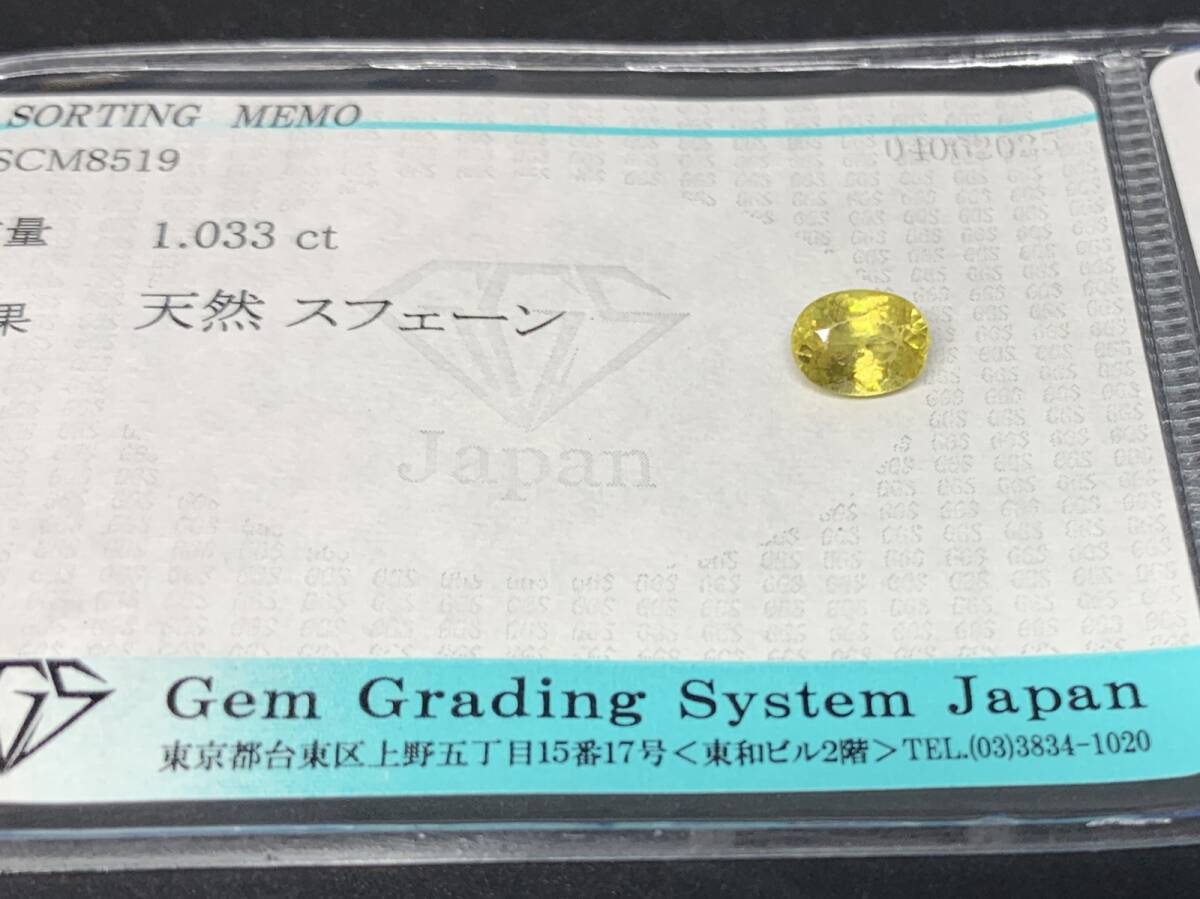 SORTING MEMO
SCM8519
04062025
量 1.033 ct
果 天然 スフェーン
Japan
Gem Grading System Japan
東京都台東区上野五丁目15番17号<東和ビル2階>TEL.(03)3834-1020